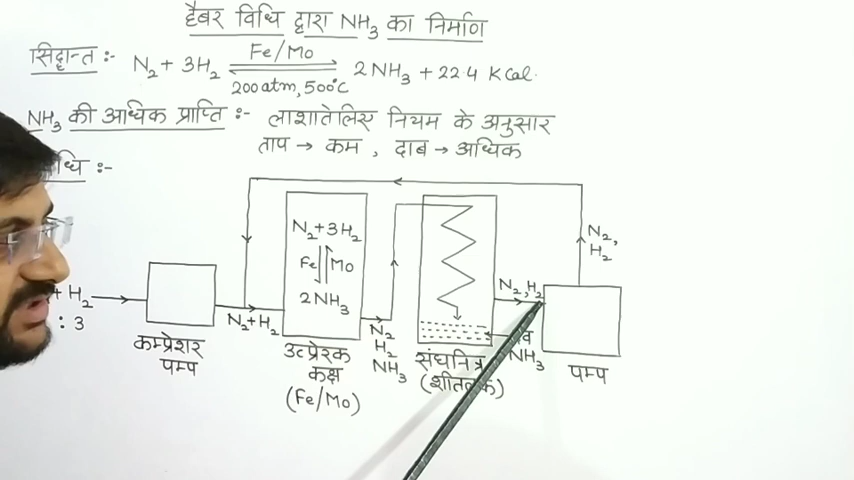 हैबर विधि द्वारा NH3 का निर्माण
सिद्धान्त :- N2 + 3H2 Fe/Mo 200 atm, 500°C 2NH3 + 22.4 KCal.
NH3 की अधिक प्राप्ति :- लाशातेलिए नियम के अनुसार
ताप → कम , दाब → अधिक
:-
N2 + 3H2
Fe Mo
2NH3
N2,
H2
N2, H2
+ H2
: 3
N2 + H2
N2
H2
NH3
NH3
कम्प्रेशर
पम्प
उत्प्रेरक
कक्ष
(Fe/Mo)
संघनित्र
पम्प